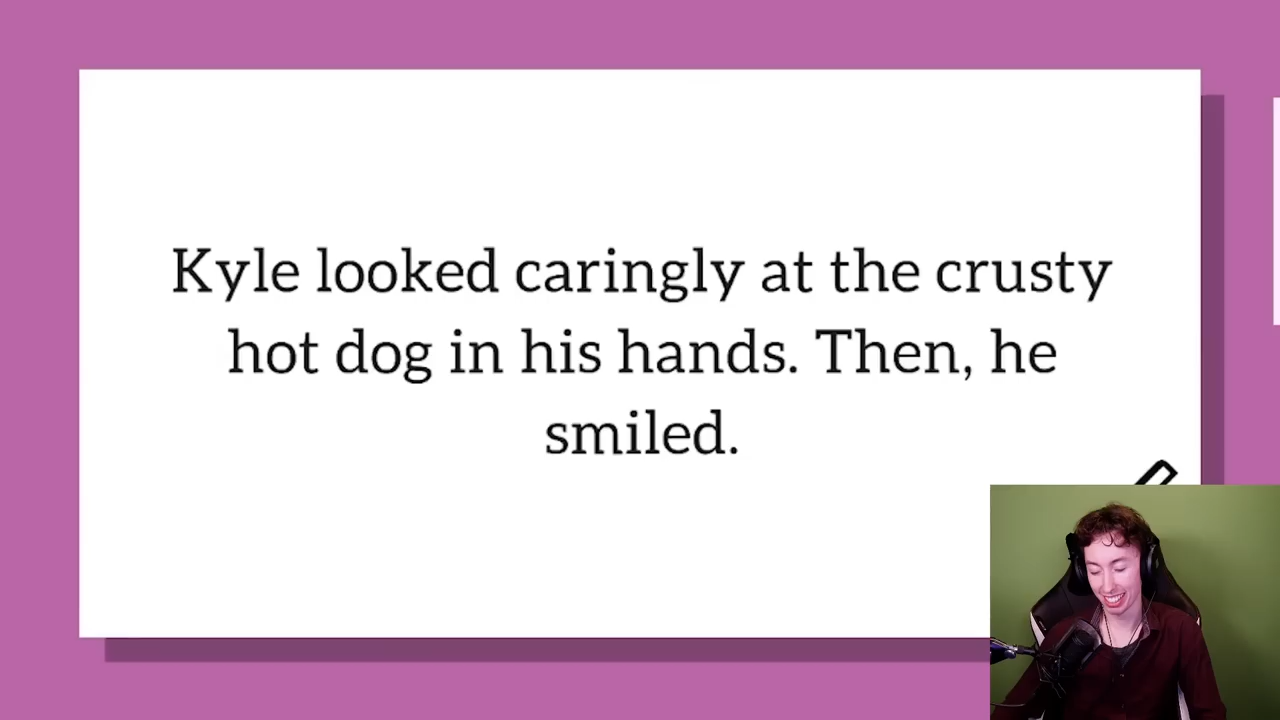 Kyle looked caringly at the crusty
hot dog in his hands. Then, he
smiled.